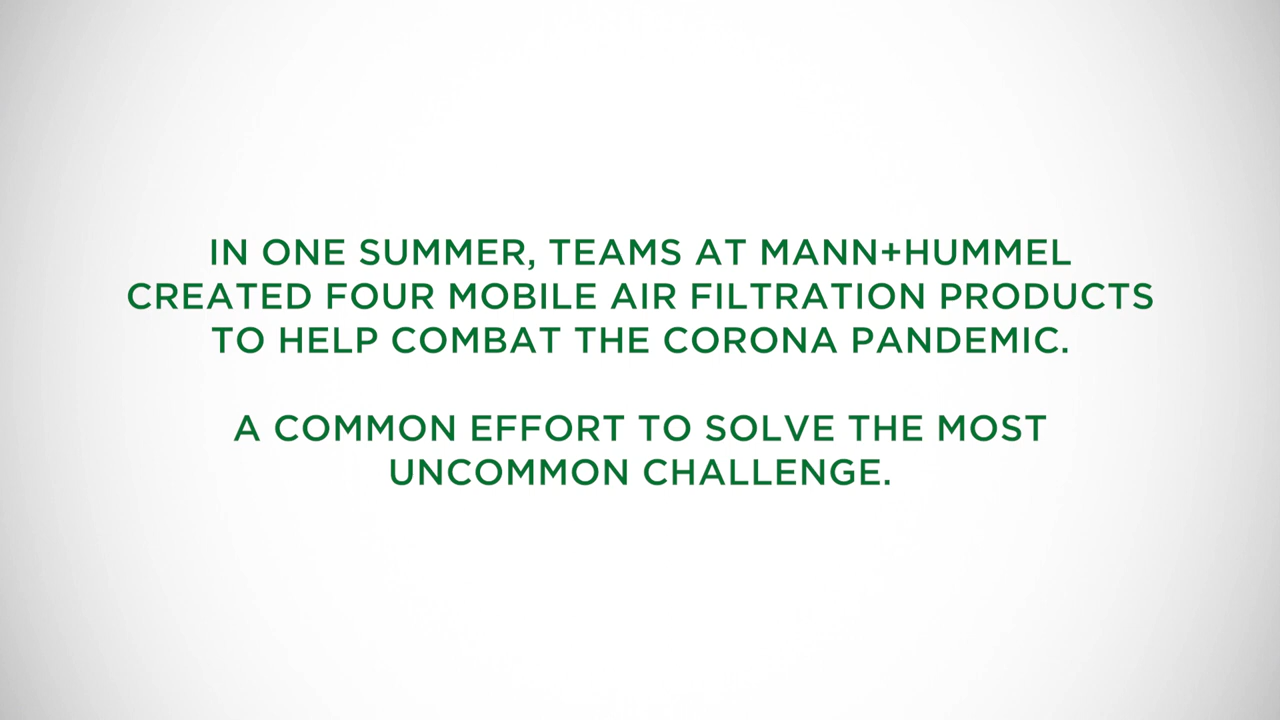 IN ONE SUMMER, TEAMS AT MANN+HUMMEL
CREATED FOUR MOBILE AIR FILTRATION PRODUCTS
TO HELP COMBAT THE CORONA PANDEMIC.
A COMMON EFFORT TO SOLVE THE MOST
UNCOMMON CHALLENGE.